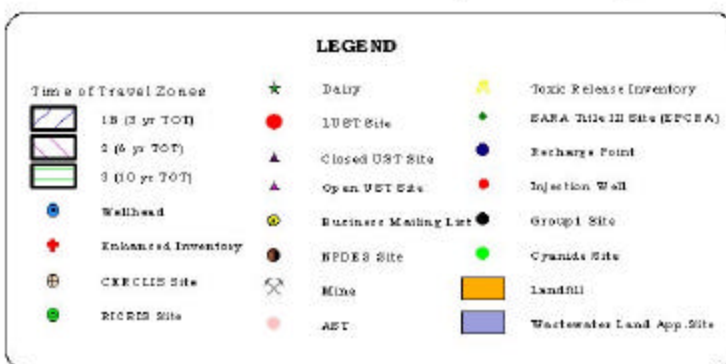 LEGEND
Time of Travel Zones
1B (3 yr TOT)
2 (6 yr TOT)
3 (10 yr TOT)
Wellhead
Enhanced Inventory
CERCLIS Site
RICRIS Site
Dairy
LUST Site
Closed UST Site
Open UST Site
Business Mailing List
NPDES Site
Mine
AST
Toxic Release Inventory
SARA Title III Site (EPCRA)
Recharge Point
Injection Well
Group1 Site
Cyanide Site
Landfill
Wastewater Land App. Site